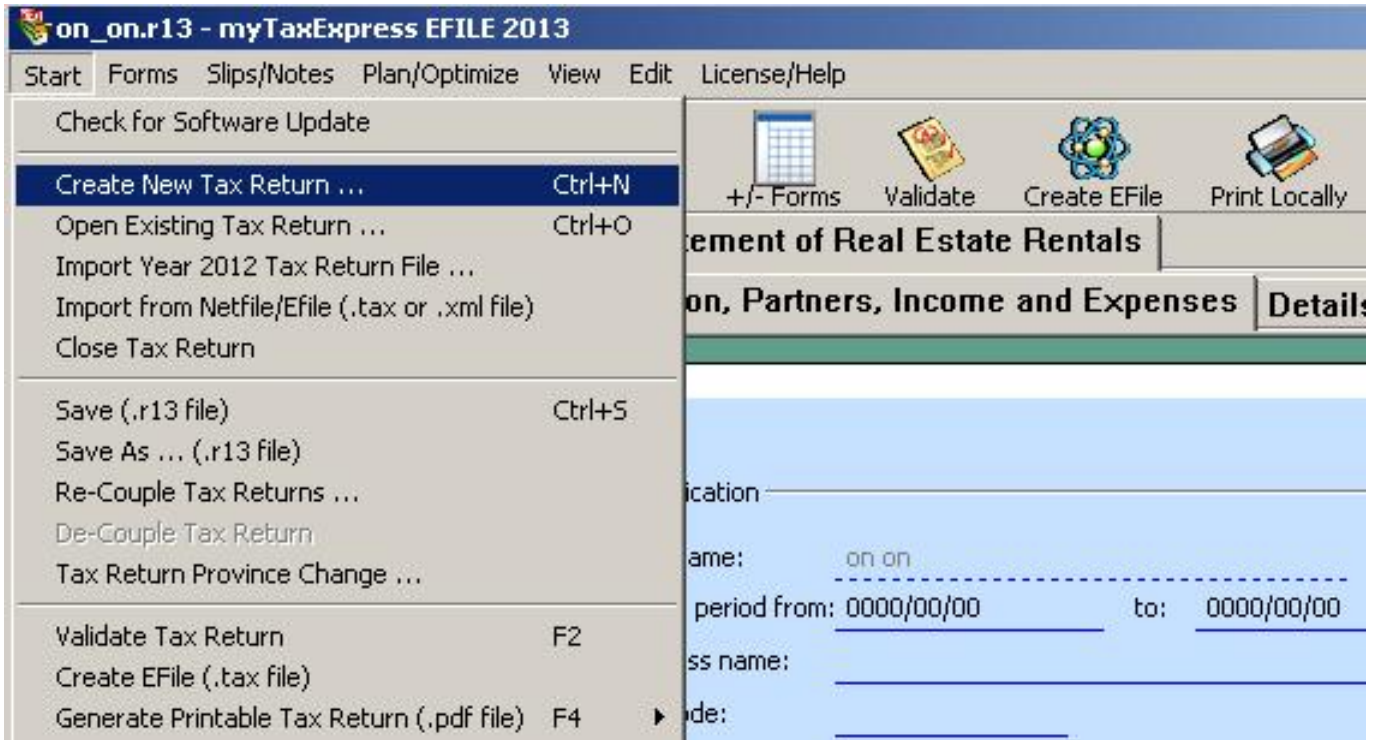 on_on.r13 - myTaxExpress EFILE 2013
Start Forms Slips/Notes Plan/Optimize View Edit License/Help
Check for Software Update
Create New Tax Return ... Ctrl+N
Open Existing Tax Return ... Ctrl+O
Import Year 2012 Tax Return File ...
Import from Netfile/Efile (.tax or .xml file)
Close Tax Return
Save (.r13 file) Ctrl+S
Save As ... (.r13 file)
Re-Couple Tax Returns ...
De-Couple Tax Return
Tax Return Province Change ...
Validate Tax Return F2
Create EFile (.tax file)
Generate Printable Tax Return (.pdf file) F4
+/- Forms Validate Create EFile Print Locally
ement of Real Estate Rentals
on, Partners, Income and Expenses Details
ication
ame: on on
period from: 0000/00/00 to: 0000/00/00
ss name:
ode: